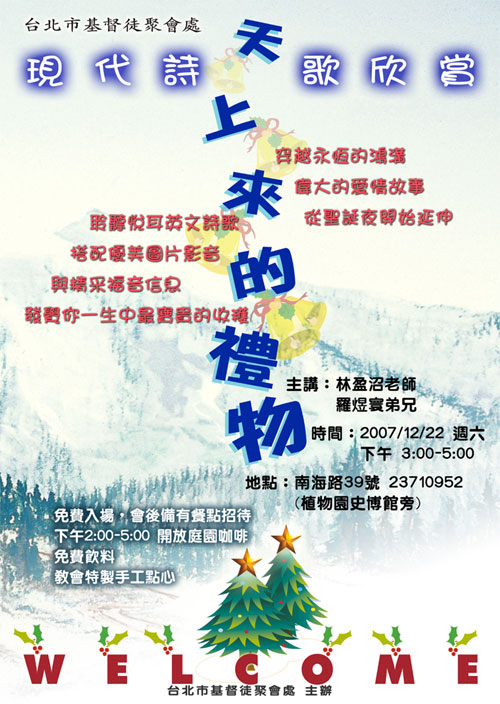 台北市基督徒聚會處
現代詩歌欣賞
天上來的禮物
穿越永恆的鴻溝
偉大的愛情故事
從聖誕夜開始延伸
聆聽悅耳英文詩歌
搭配優美圖片影音
與精采福音信息
發覺你一生中最寶壹的收穫
主講：林盈沼老師
羅煜寰弟兄
時間：2007/12/22 週六
下午 3:00-5:00
地點：南海路39號 23710952
(植物園史博館旁)
免費入場，會後備有餐點招待
下午2:00-5:00 開放庭園咖啡
免費飲料
教會特製手工點心
WELCOME
台北市基督徒聚會處 主辦